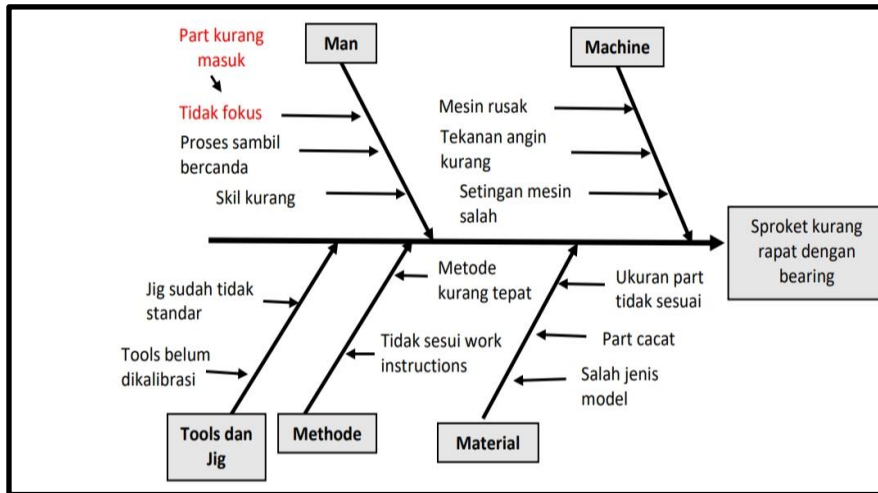 Part kurang
masuk
Tidak fokus
Proses sambil
bercanda
Skil kurang
Man
Machine
Mesin rusak
Tekanan angin
kurang
Setingan mesin
salah
Sproket kurang
rapat dengan
bearing
Jig sudah tidak
standar
Tools belum
dikalibrasi
Metode
kurang tepat
Tidak sesui work
instructions
Ukuran part
tidak sesuai
Part cacat
Salah jenis
model
Tools dan
Jig
Methode
Material